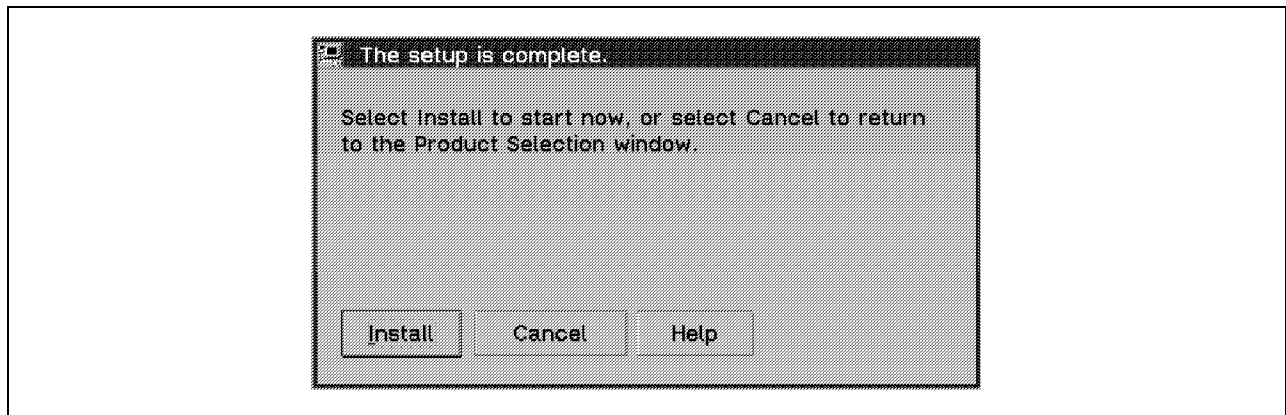 The setup is complete.
Select Install to start now, or select Cancel to return
to the Product Selection window.
Install
Cancel
Help